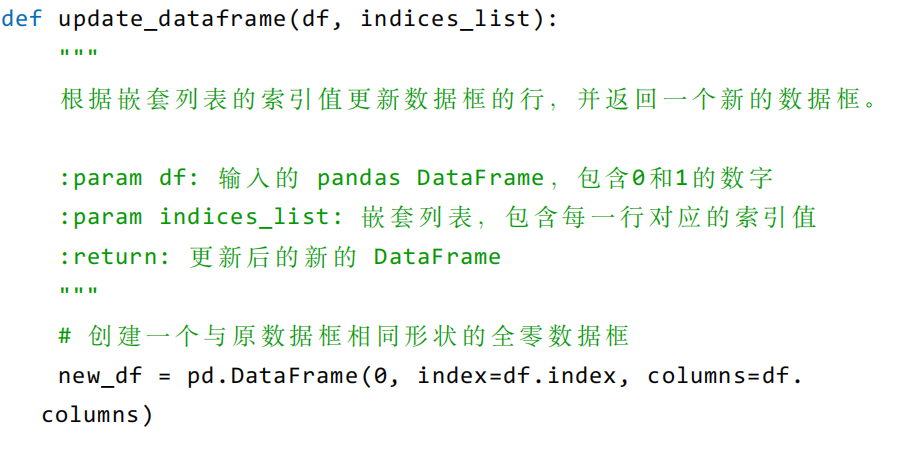 def update_dataframe(df, indices_list):
"""
根据嵌套列表的索引值更新数据框的行，并返回一个新的数据框。
:param df: 输入的 pandas DataFrame，包含0和1的数字
:param indices_list: 嵌套列表，包含每一行对应的索引值
:return: 更新后的新的 DataFrame
"""
# 创建一个与原数据框相同形状的全零数据框
new_df = pd.DataFrame(0, index=df.index, columns=df.
columns)